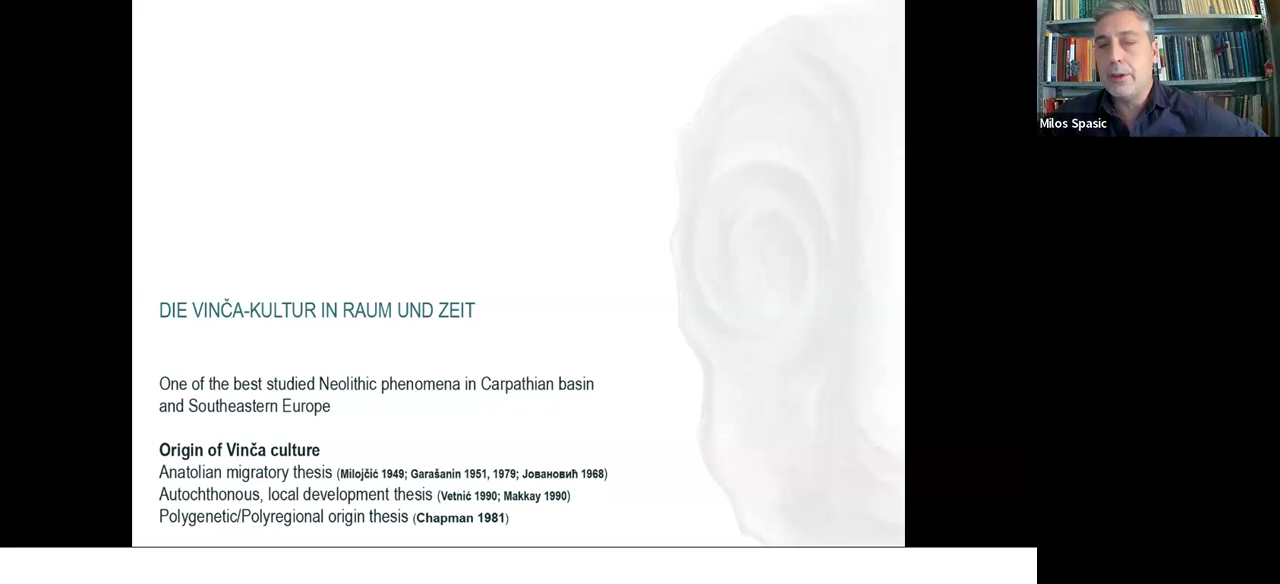 DIE VINČA-KULTUR IN RAUM UND ZEIT
One of the best studied Neolithic phenomena in Carpathian basin
and Southeastern Europe
Origin of Vinča culture
Anatolian migratory thesis (Milojčić 1949; Garašanin 1951, 1979; Јовановић 1968)
Autochthonous, local development thesis (Vetnić 1990; Makkay 1990)
Polygenetic/Polyregional origin thesis (Chapman 1981)
Milos Spasic